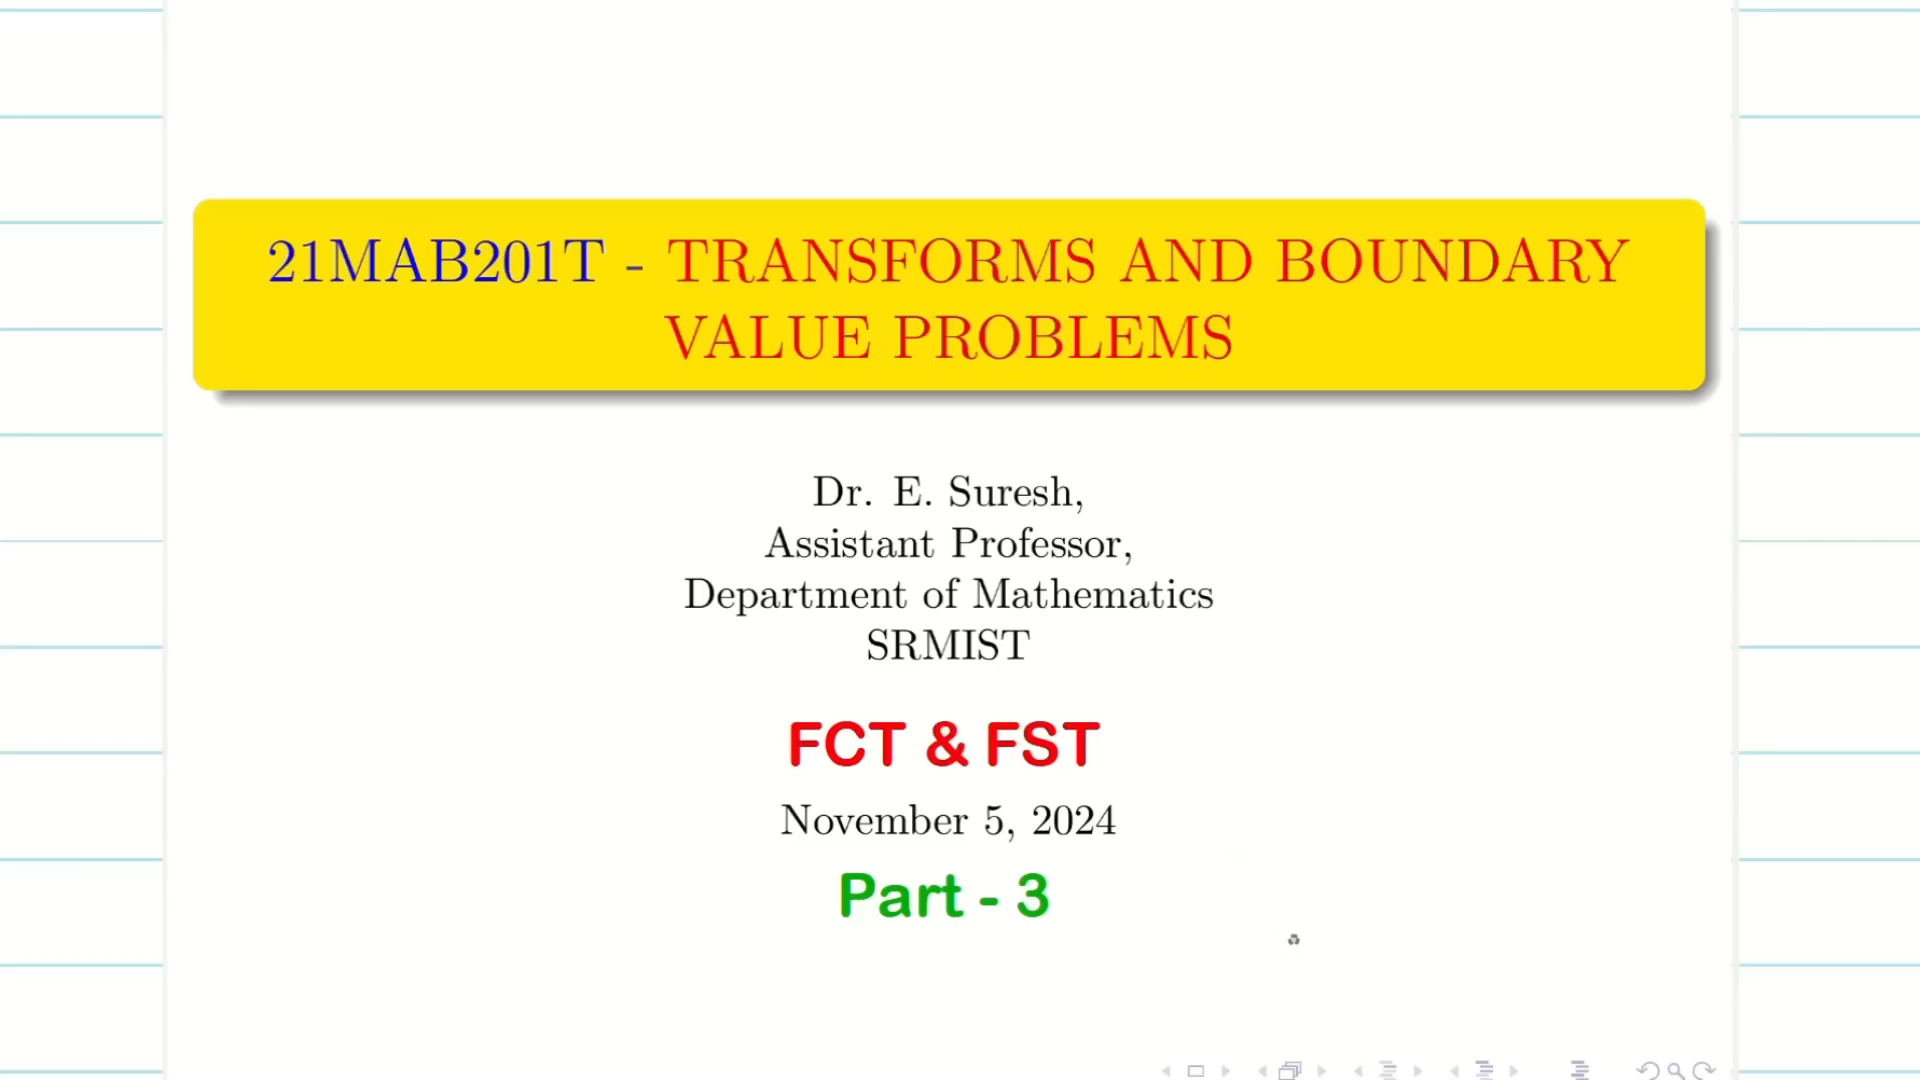 21MAB201T - TRANSFORMS AND BOUNDARY
VALUE PROBLEMS
Dr. E. Suresh,
Assistant Professor,
Department of Mathematics
SRMIST
FCT & FST
November 5, 2024
Part - 3